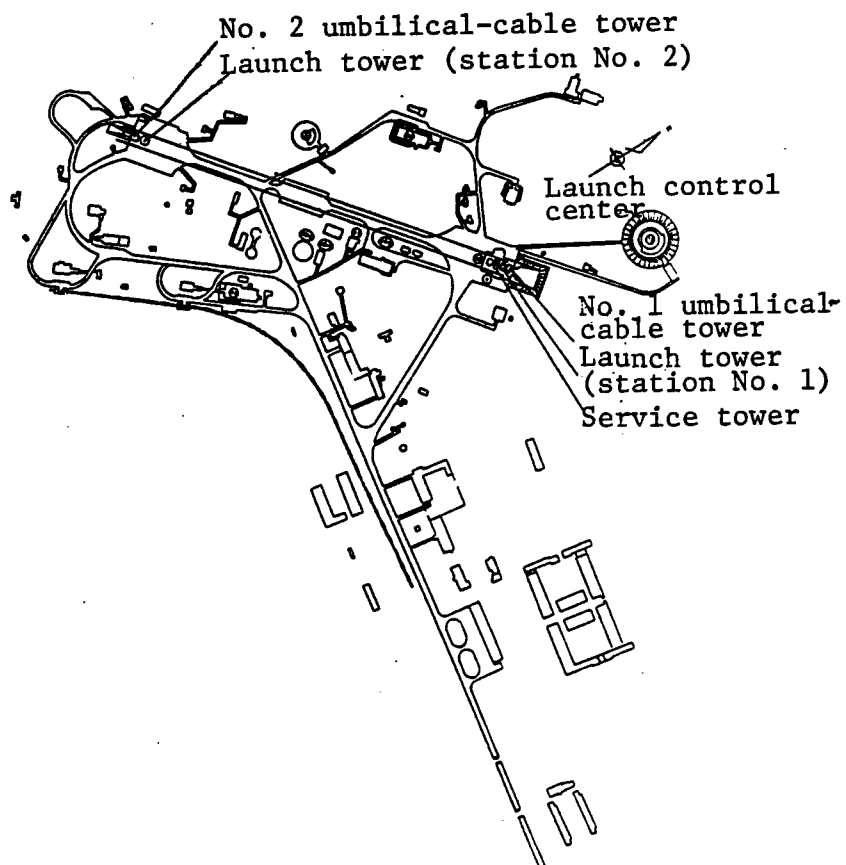 No. 2 umbilical-cable tower
Launch tower (station No. 2)
Launch control
center
No. 1 umbilical-
cable tower
Launch tower
(station No. 1)
Service tower